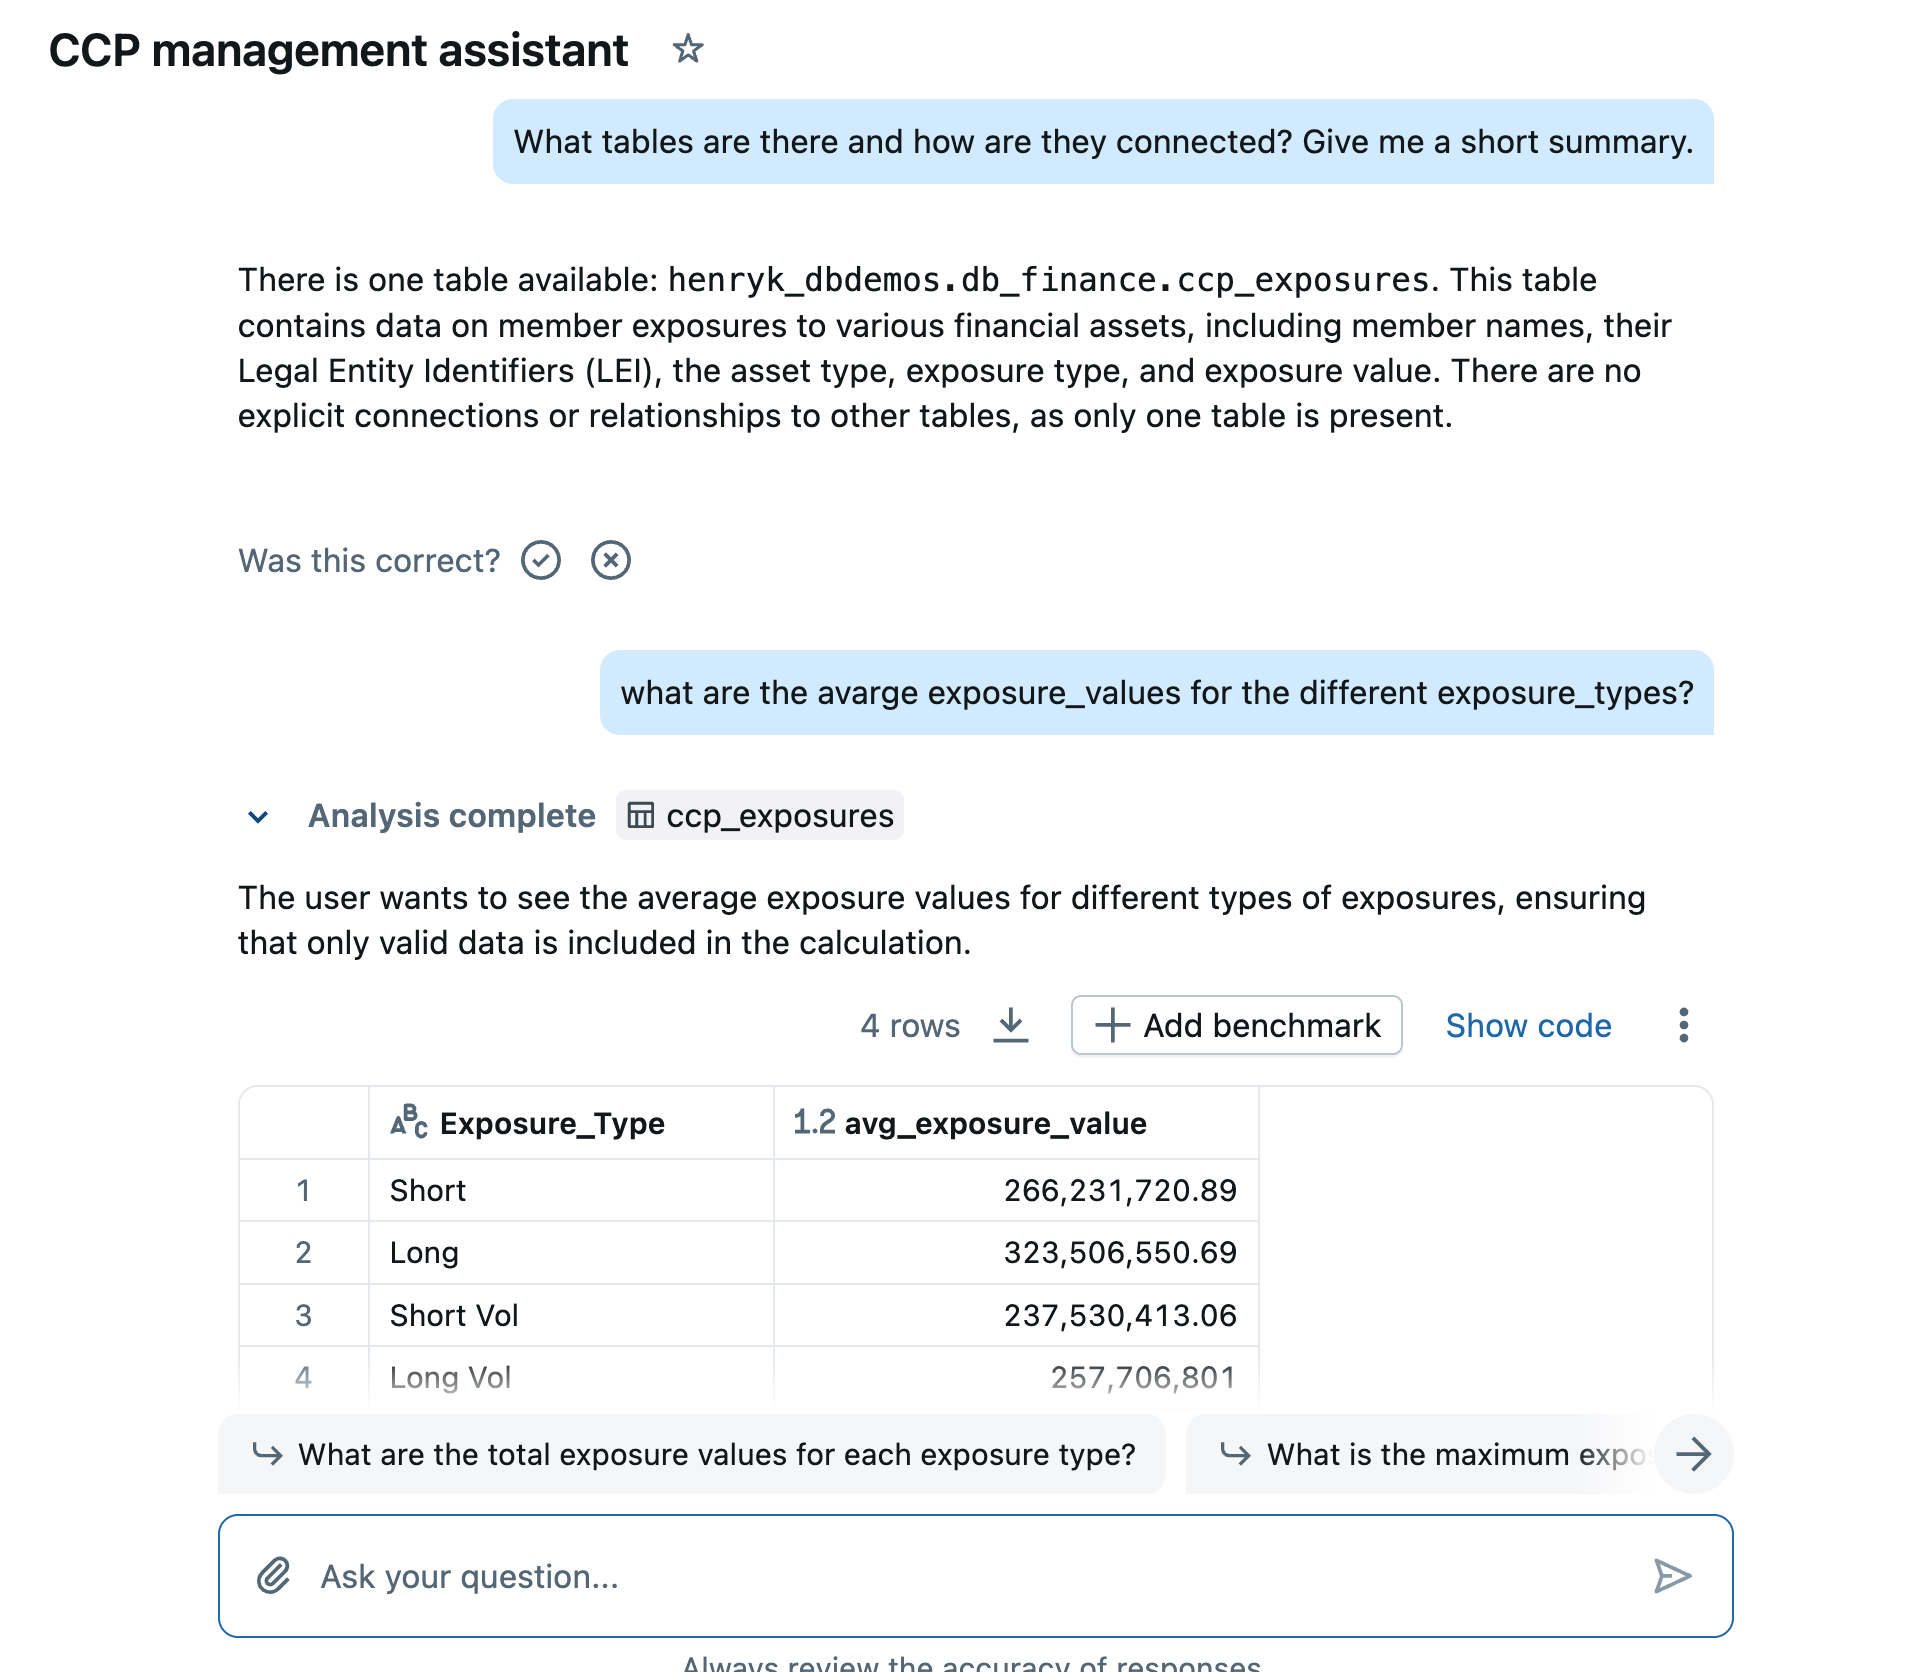 CCP management assistant
What tables are there and how are they connected? Give me a short summary.
There is one table available: henryk_dbdemos.db_finance.ccp_exposures. This table
contains data on member exposures to various financial assets, including member names, their
Legal Entity Identifiers (LEI), the asset type, exposure type, and exposure value. There are no
explicit connections or relationships to other tables, as only one table is present.
Was this correct?
what are the avarge exposure_values for the different exposure_types?
Analysis complete ccp_exposures
The user wants to see the average exposure values for different types of exposures, ensuring
that only valid data is included in the calculation.
4 rows Add benchmark Show code
ABC Exposure_Type 1.2 avg_exposure_value
1 Short 266,231,720.89
2 Long 323,506,550.69
3 Short Vol 237,530,413.06
4 Long Vol 257,706,801
What are the total exposure values for each exposure type? What is the maximum expo
Ask your question...
Always review the accuracy of responses